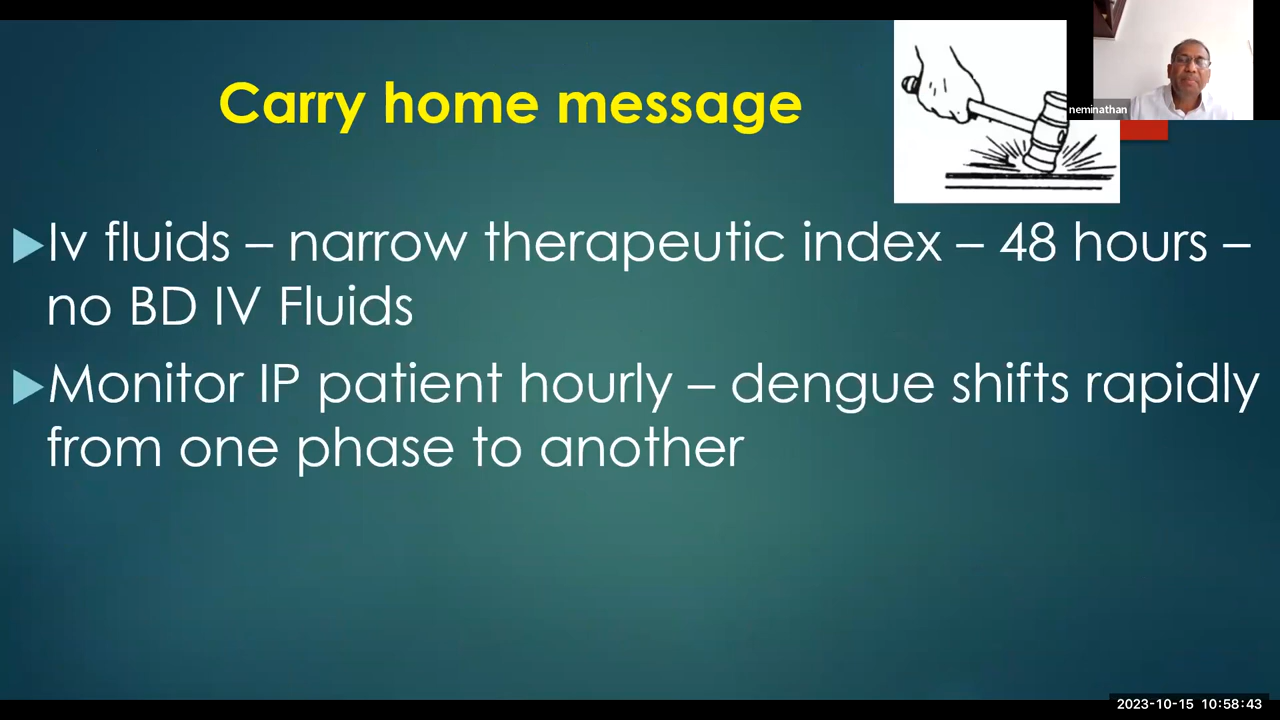 neminathan
Carry home message
Iv fluids – narrow therapeutic index – 48 hours –
no BD IV Fluids
Monitor IP patient hourly – dengue shifts rapidly
from one phase to another
2023-10-15 10:58:43